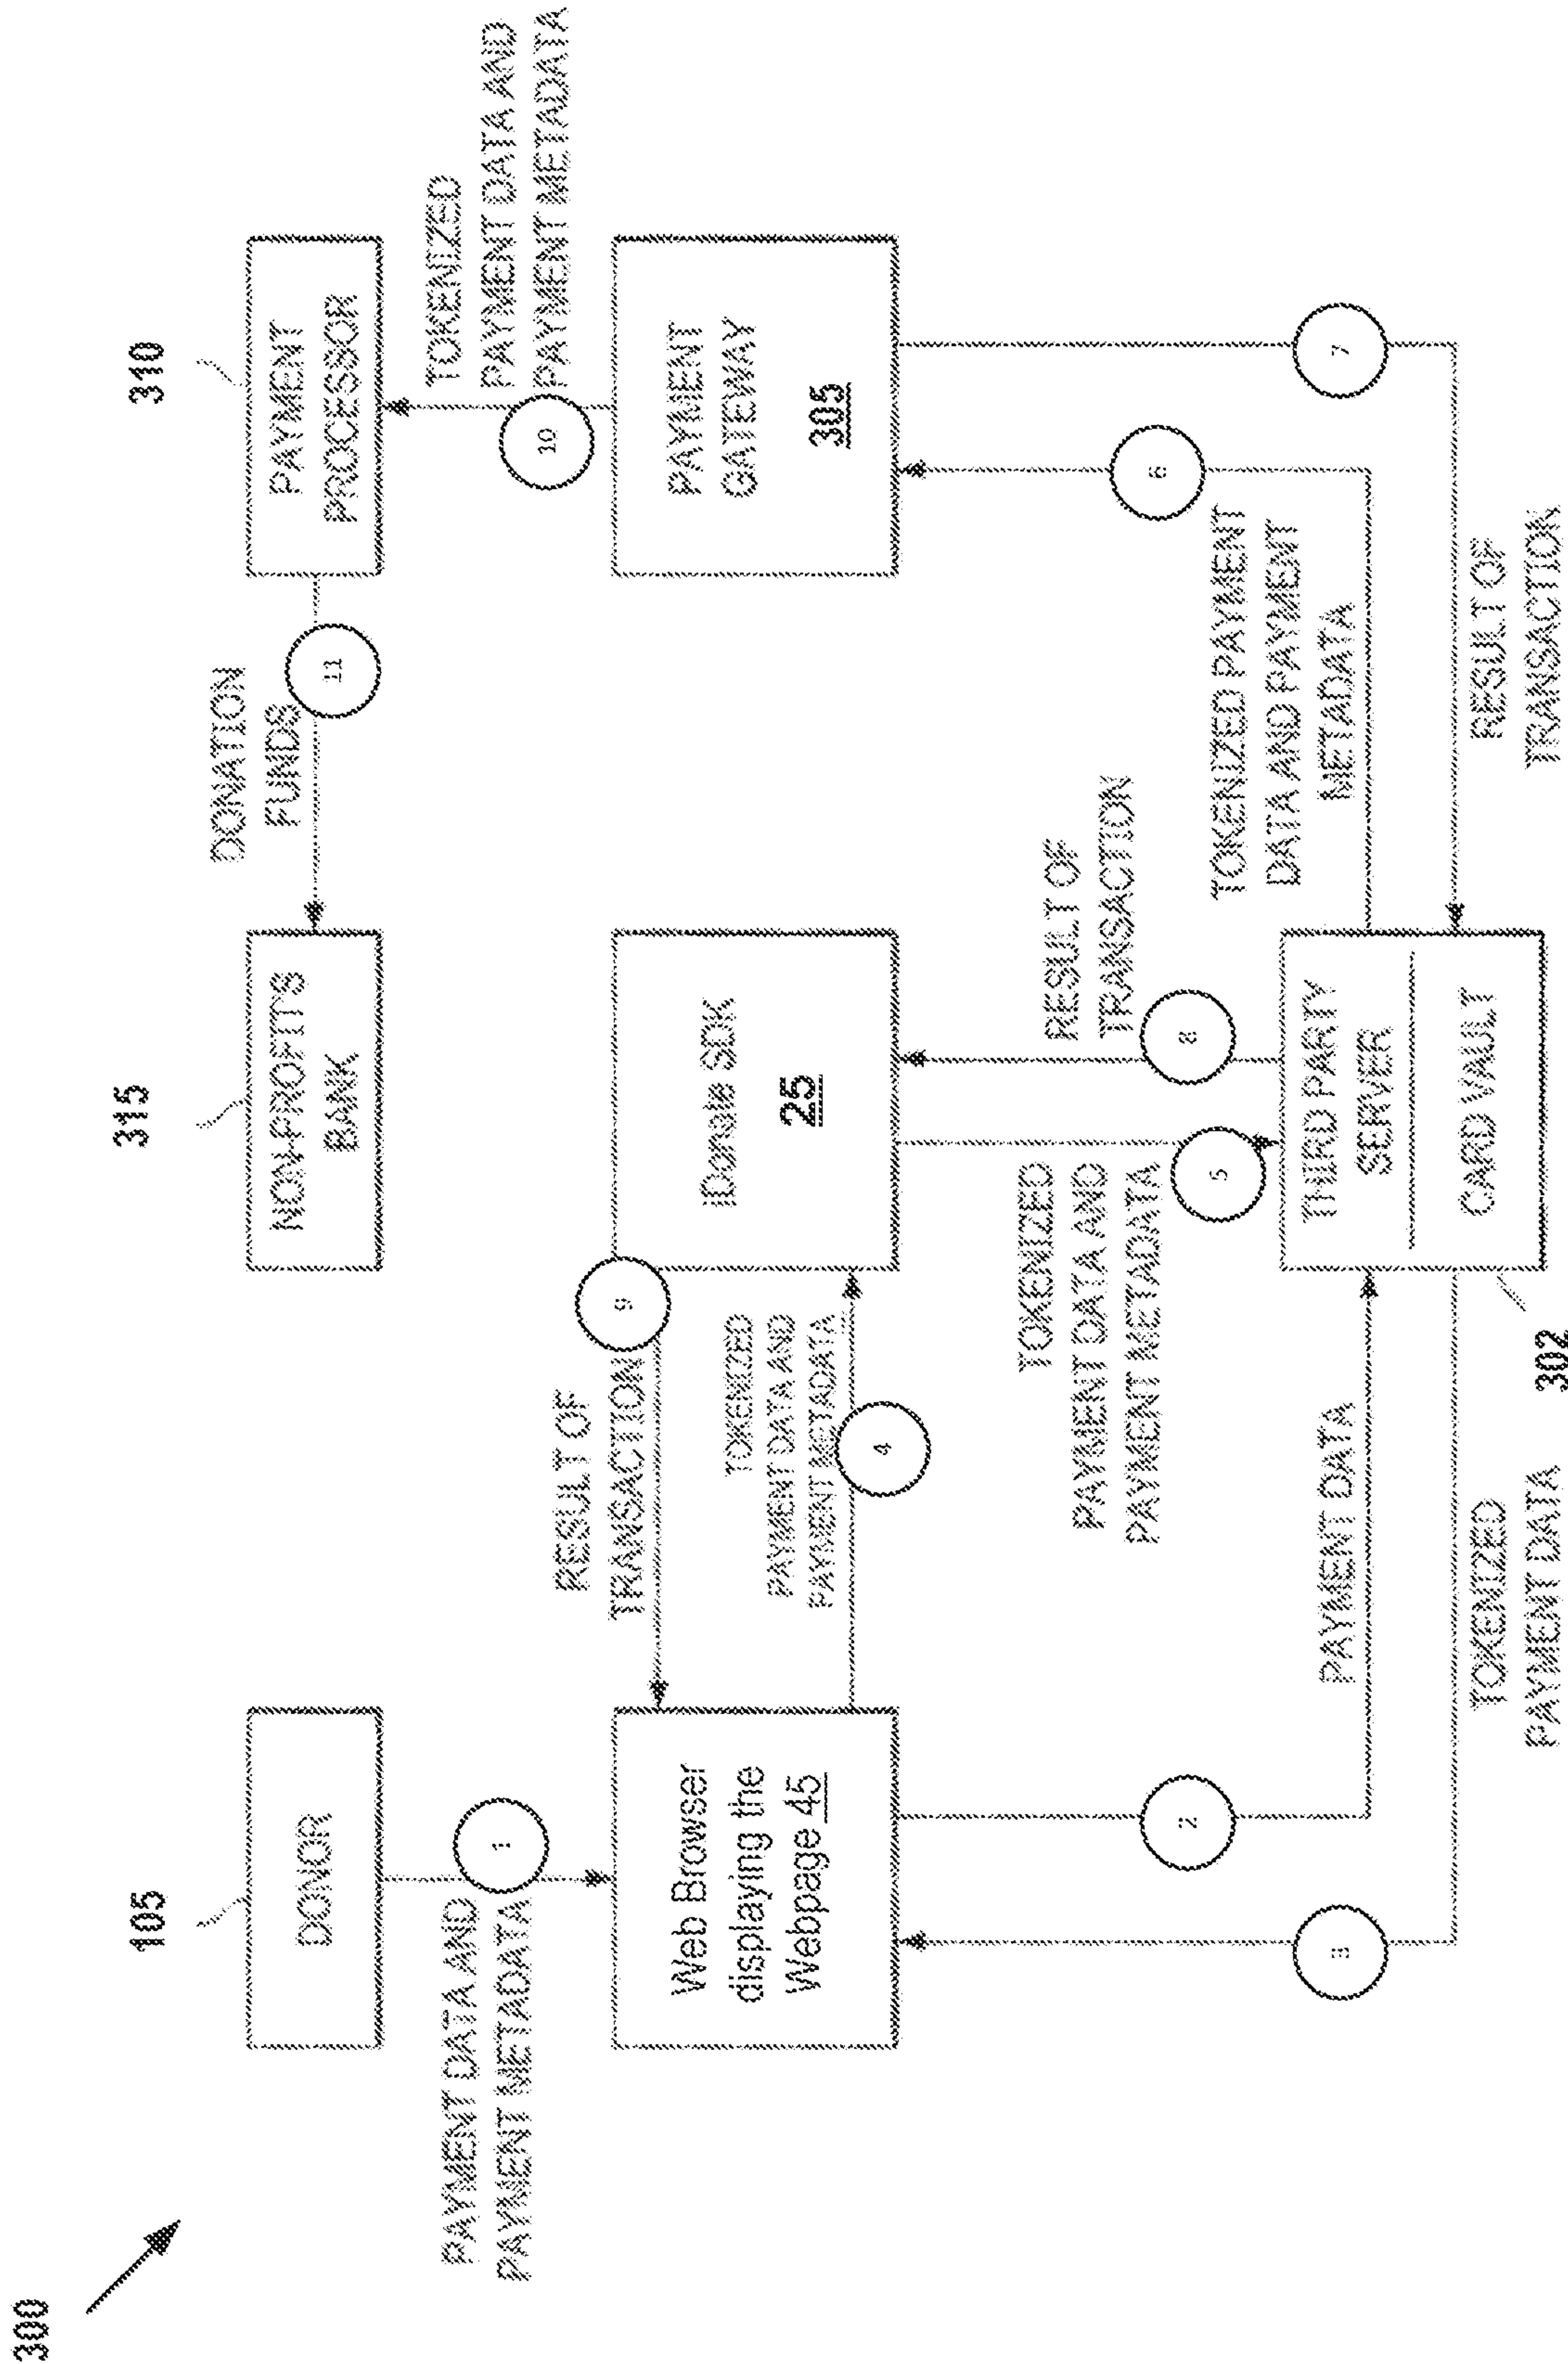 300
105
DONOR
PAYMENT DATA AND
PAYMENT METADATA
1
Web Browser
displaying the
Webpage 45
2
3
PAYMENT DATA
TOKENIZED
PAYMENT DATA
RESULT OF
TRANSACTION
9
TOKENIZED
PAYMENT DATA AND
PAYMENT METADATA
4
315
NON-PROFIT'S
BANK
iDonate SDK
25
TOKENIZED
PAYMENT DATA AND
PAYMENT METADATA
5
RESULT OF
TRANSACTION
8
THIRD PARTY
SERVER
CARD VAULT
302
DONATION
FUNDS
11
310
PAYMENT
PROCESSOR
10
TOKENIZED
PAYMENT DATA AND
PAYMENT METADATA
PAYMENT
GATEWAY
305
6
7
TOKENIZED PAYMENT
DATA AND PAYMENT
METADATA
RESULT OF
TRANSACTION